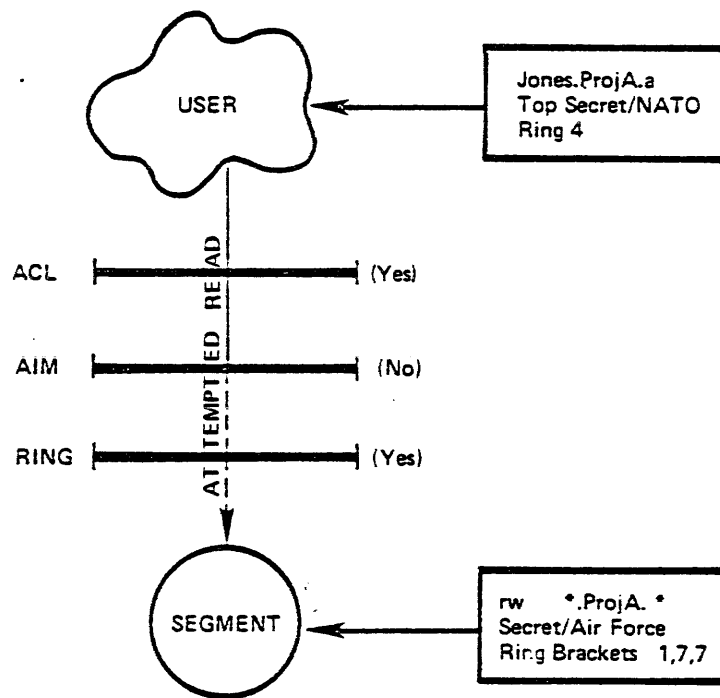 USER
Jones.ProjA.a
Top Secret/NATO
Ring 4
ACL
(Yes)
AIM
(No)
RING
(Yes)
ATTEMPTED READ
SEGMENT
rw *.ProjA. *
Secret/Air Force
Ring Brackets 1,7,7